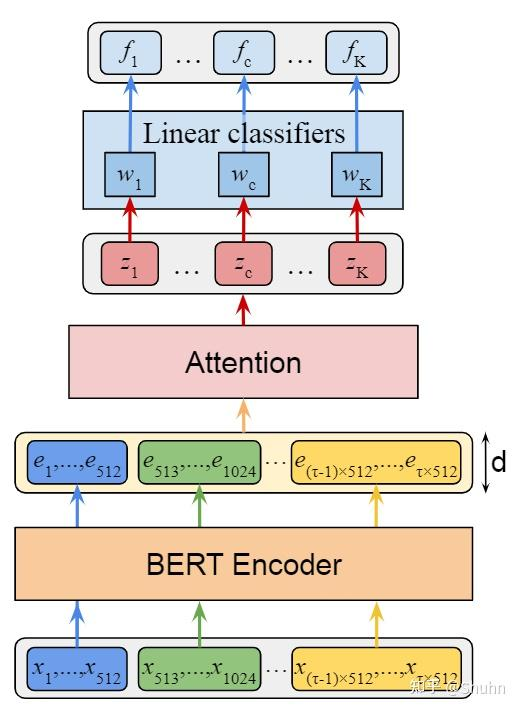 f1 … fc … fK
Linear classifiers
w1 wc wK
z1 … zc … zK
Attention
e1,...,e512 e513,...,e1024 … e(τ-1)×512,...,eτ×512 d
BERT Encoder
x1,...,x512 x513,...,x1024 … x(τ-1)×512,...,xτ×512
知乎 @Shuhn